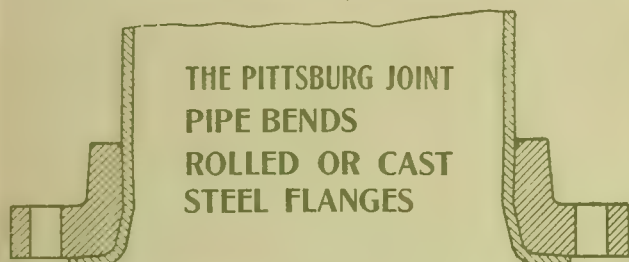 THE PITTSBURG JOINT
PIPE BENDS
ROLLED OR CAST
STEEL FLANGES